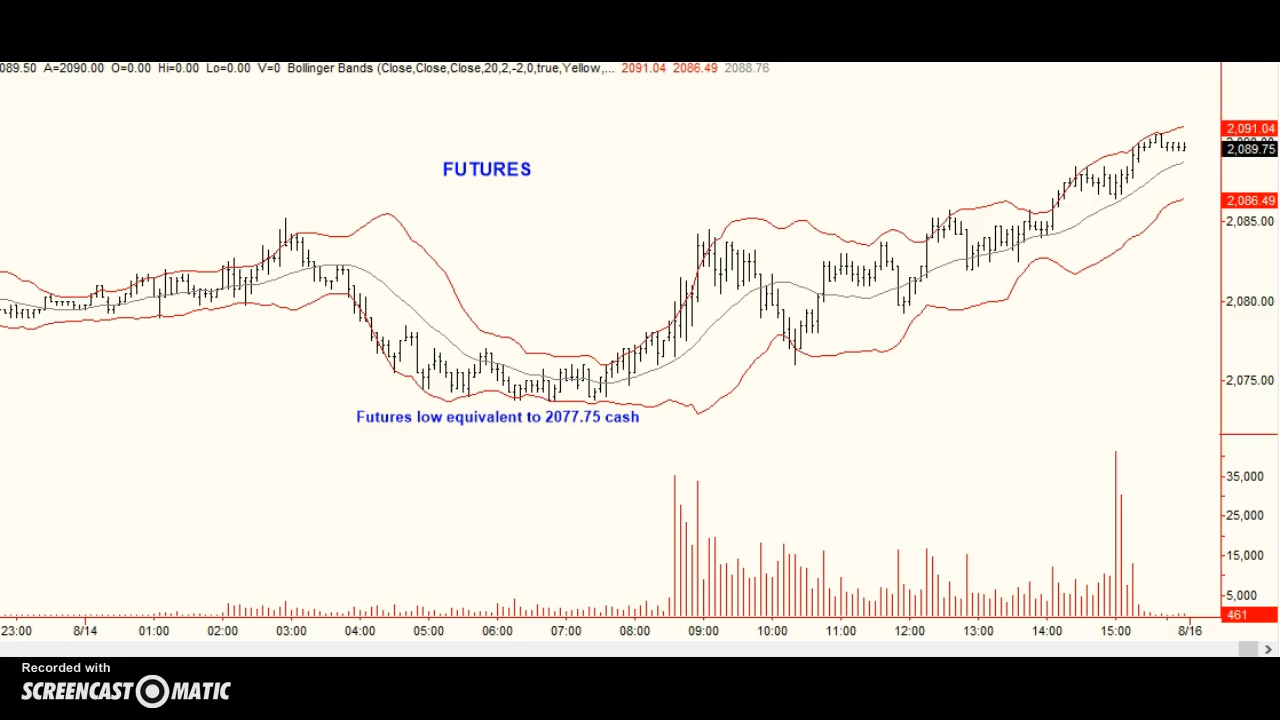 089.50 A=2090.00 O=0.00 Hi=0.00 Lo=0.00 V=0 Bollinger Bands (Close,Close,Close,20,2,-2,0,true,Yellow,... 2091.04 2086.49 2088.76
FUTURES
2,091.04
2,089.75
2,086.49
2,085.00
2,080.00
2,075.00
Futures low equivalent to 2077.75 cash
35,000
25,000
15,000
5,000
461
23:00 8/14 01:00 02:00 03:00 04:00 05:00 06:00 07:00 08:00 09:00 10:00 11:00 12:00 13:00 14:00 15:00 8/16
Recorded with
SCREENCAST MATIC